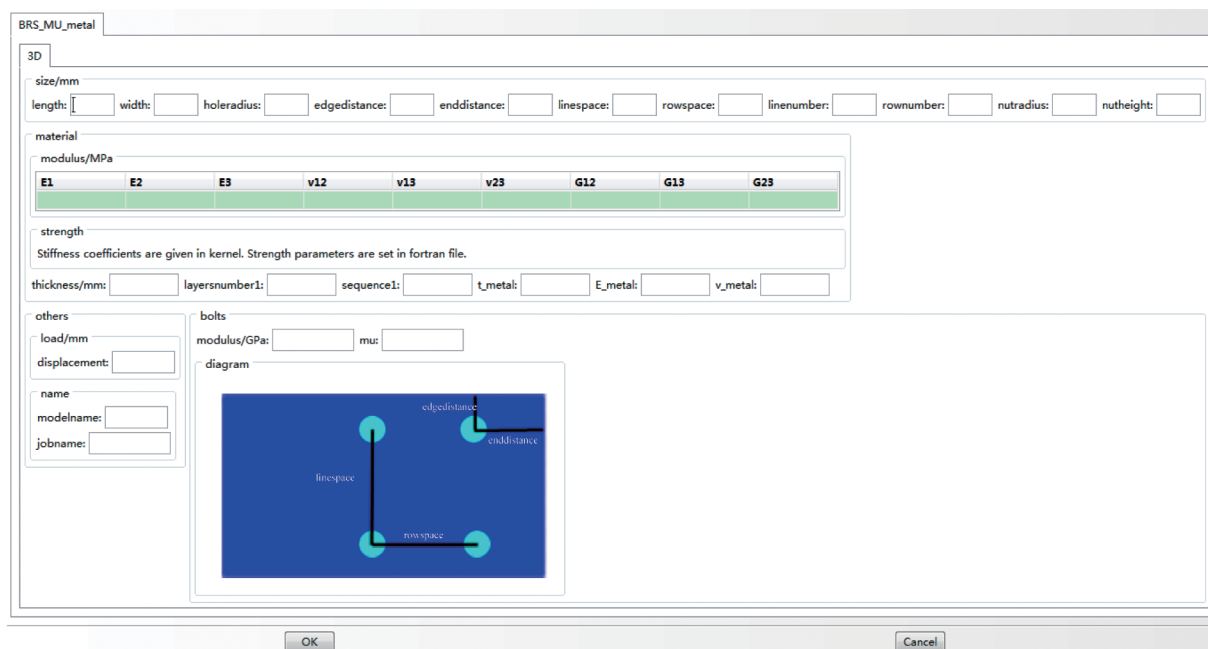 BRS_MU_metal
3D
size/mm
length: width: holeradius: edgedistance: enddistance: linespace: rowspace: linenumber: rownumber: nutradius: nutheight:
material
modulus/MPa
E1 E2 E3 v12 v13 v23 G12 G13 G23
strength
Stiffness coefficients are given in kernel. Strength parameters are set in fortran file.
thickness/mm: layersnumber1: sequence1: t_metal: E_metal: v_metal:
others
load/mm
displacement:
name
modelname:
jobname:
bolts
modulus/GPa: mu:
diagram
edgedistance
enddistance
linespace
rowspace
OK Cancel